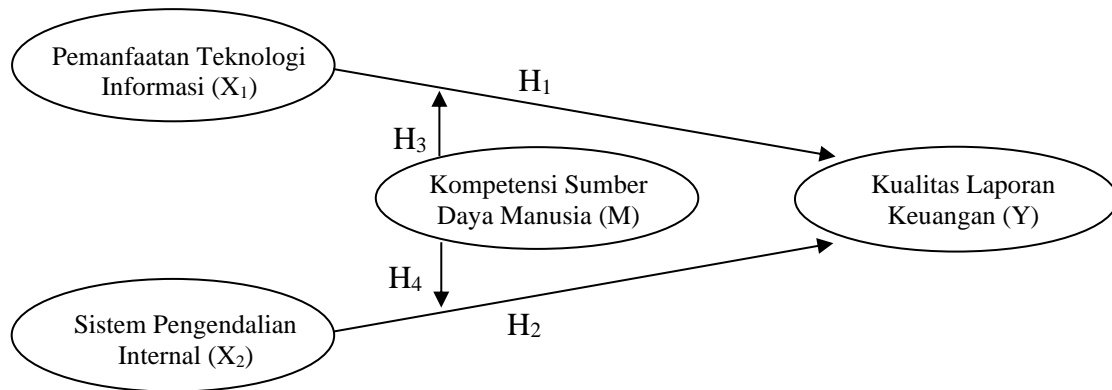 Pemanfaatan Teknologi
Informasi (X₁)
H₁
H₃
Kompetensi Sumber
Daya Manusia (M)
Kualitas Laporan
Keuangan (Y)
H₄
Sistem Pengendalian
Internal (X₂)
H₂